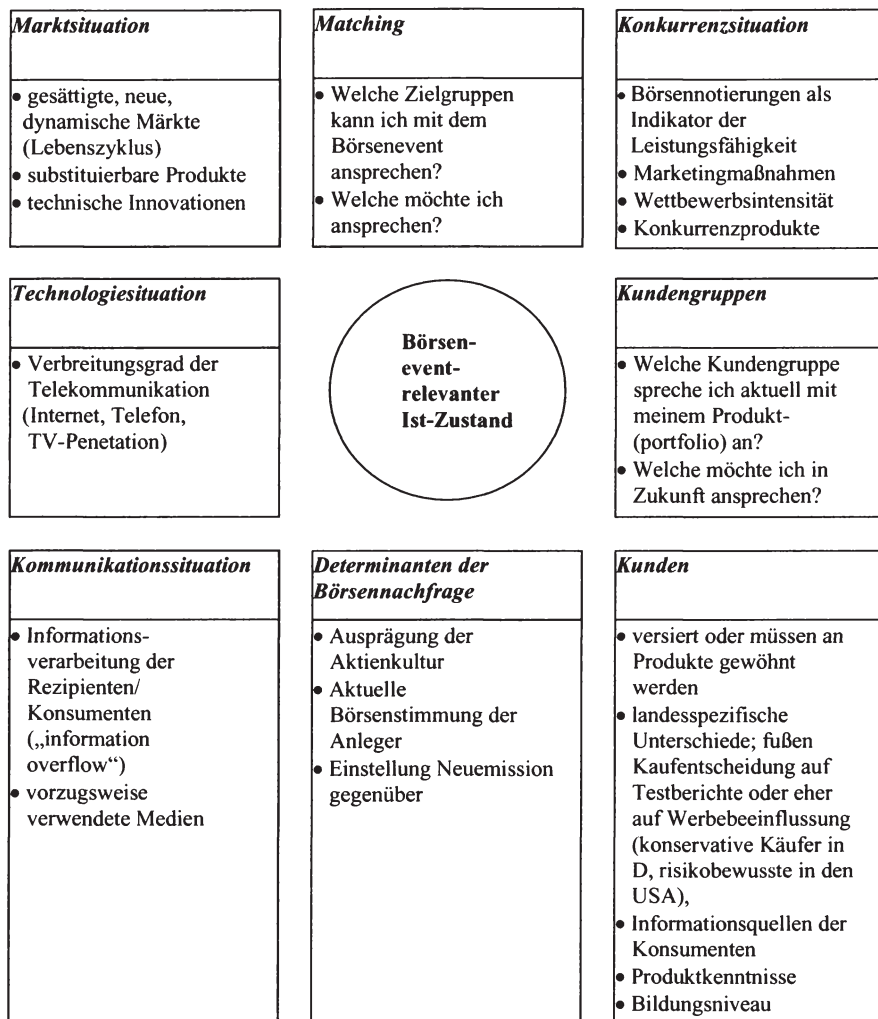 Marktsituation
• gesättigte, neue,
dynamische Märkte
(Lebenszyklus)
• substituierbare Produkte
• technische Innovationen
Matching
• Welche Zielgruppen
kann ich mit dem
Börsenevent
ansprechen?
• Welche möchte ich
ansprechen?
Konkurrenzsituation
• Börsennotierungen als
Indikator der
Leistungsfähigkeit
• Marketingmaßnahmen
• Wettbewerbsintensität
• Konkurrenzprodukte
Technologiesituation
• Verbreitungsgrad der
Telekommunikation
(Internet, Telefon,
TV-Penetation)
Börsen-
event-
relevanter
Ist-Zustand
Kundengruppen
• Welche Kundengruppe
spreche ich aktuell mit
meinem Produkt-
(portfolio) an?
• Welche möchte ich in
Zukunft ansprechen?
Kommunikationssituation
• Informations-
verarbeitung der
Rezipienten/
Konsumenten
(„information
overflow“)
• vorzugsweise
verwendete Medien
Determinanten der
Börsennachfrage
• Ausprägung der
Aktienkultur
• Aktuelle
Börsenstimmung der
Anleger
• Einstellung Neuemission
gegenüber
Kunden
• versiert oder müssen an
Produkte gewöhnt
werden
• landesspezifische
Unterschiede; fußen
Kaufentscheidung auf
Testberichte oder eher
auf Werbebeeinflussung
(konservative Käufer in
D, risikobewusste in den
USA),
• Informationsquellen der
Konsumenten
• Produktkenntnisse
• Bildungsniveau